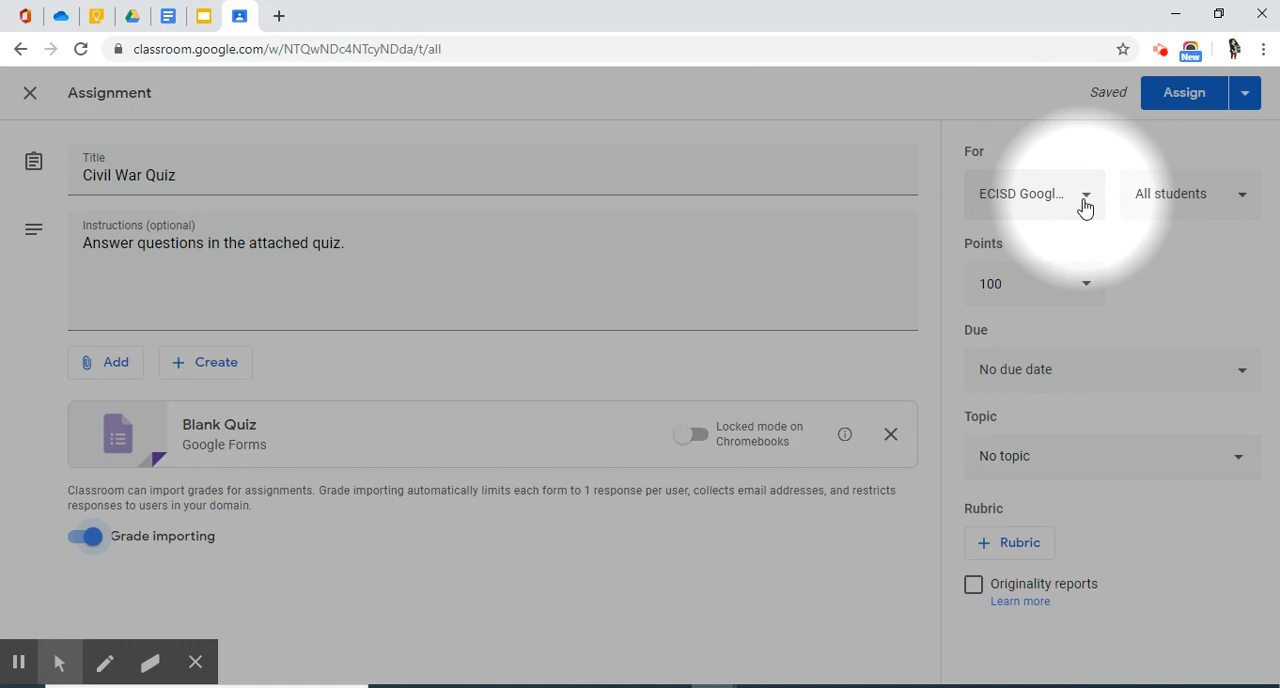 classroom.google.com/w/NTQwNDc4NTcyNDda/t/all
New
Assignment
Saved
Assign
Title
Civil War Quiz
Instructions (optional)
Answer questions in the attached quiz.
Add
Create
Blank Quiz
Google Forms
Locked mode on
Chromebooks
Classroom can import grades for assignments. Grade importing automatically limits each form to 1 response per user, collects email addresses, and restricts
responses to users in your domain.
Grade importing
For
ECISD Googl...
All students
Points
100
Due
No due date
Topic
No topic
Rubric
Rubric
Originality reports
Learn more